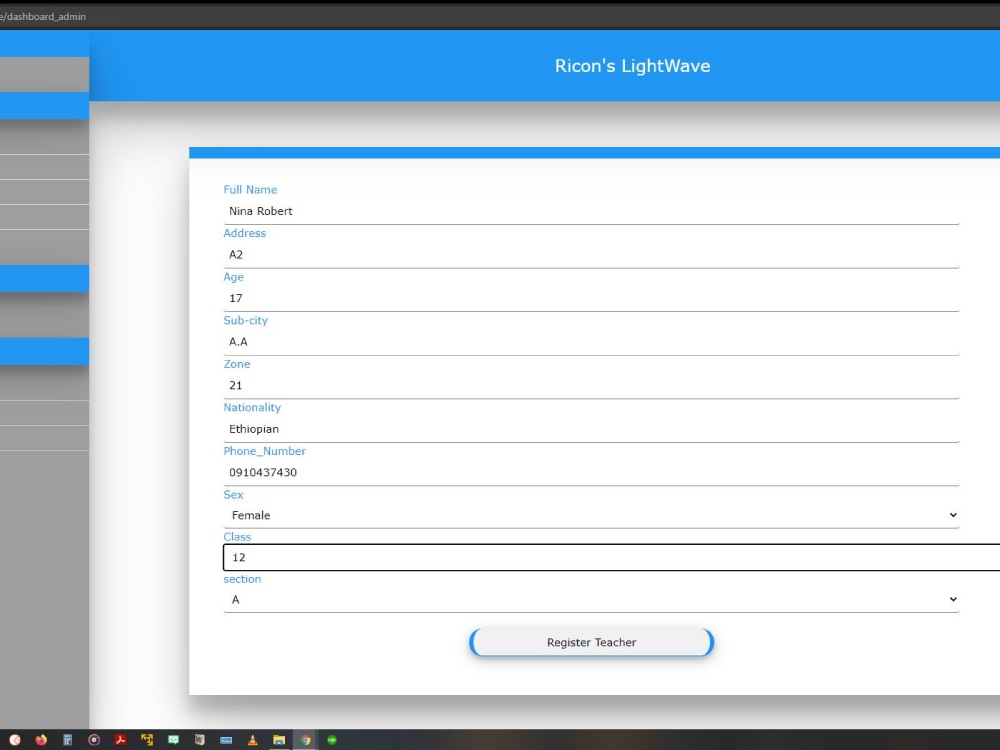 e/dashboard_admin
Ricon's LightWave
Full Name
Nina Robert
Address
A2
Age
17
Sub-city
A.A
Zone
21
Nationality
Ethiopian
Phone_Number
0910437430
Sex
Female
Class
12
section
A
Register Teacher